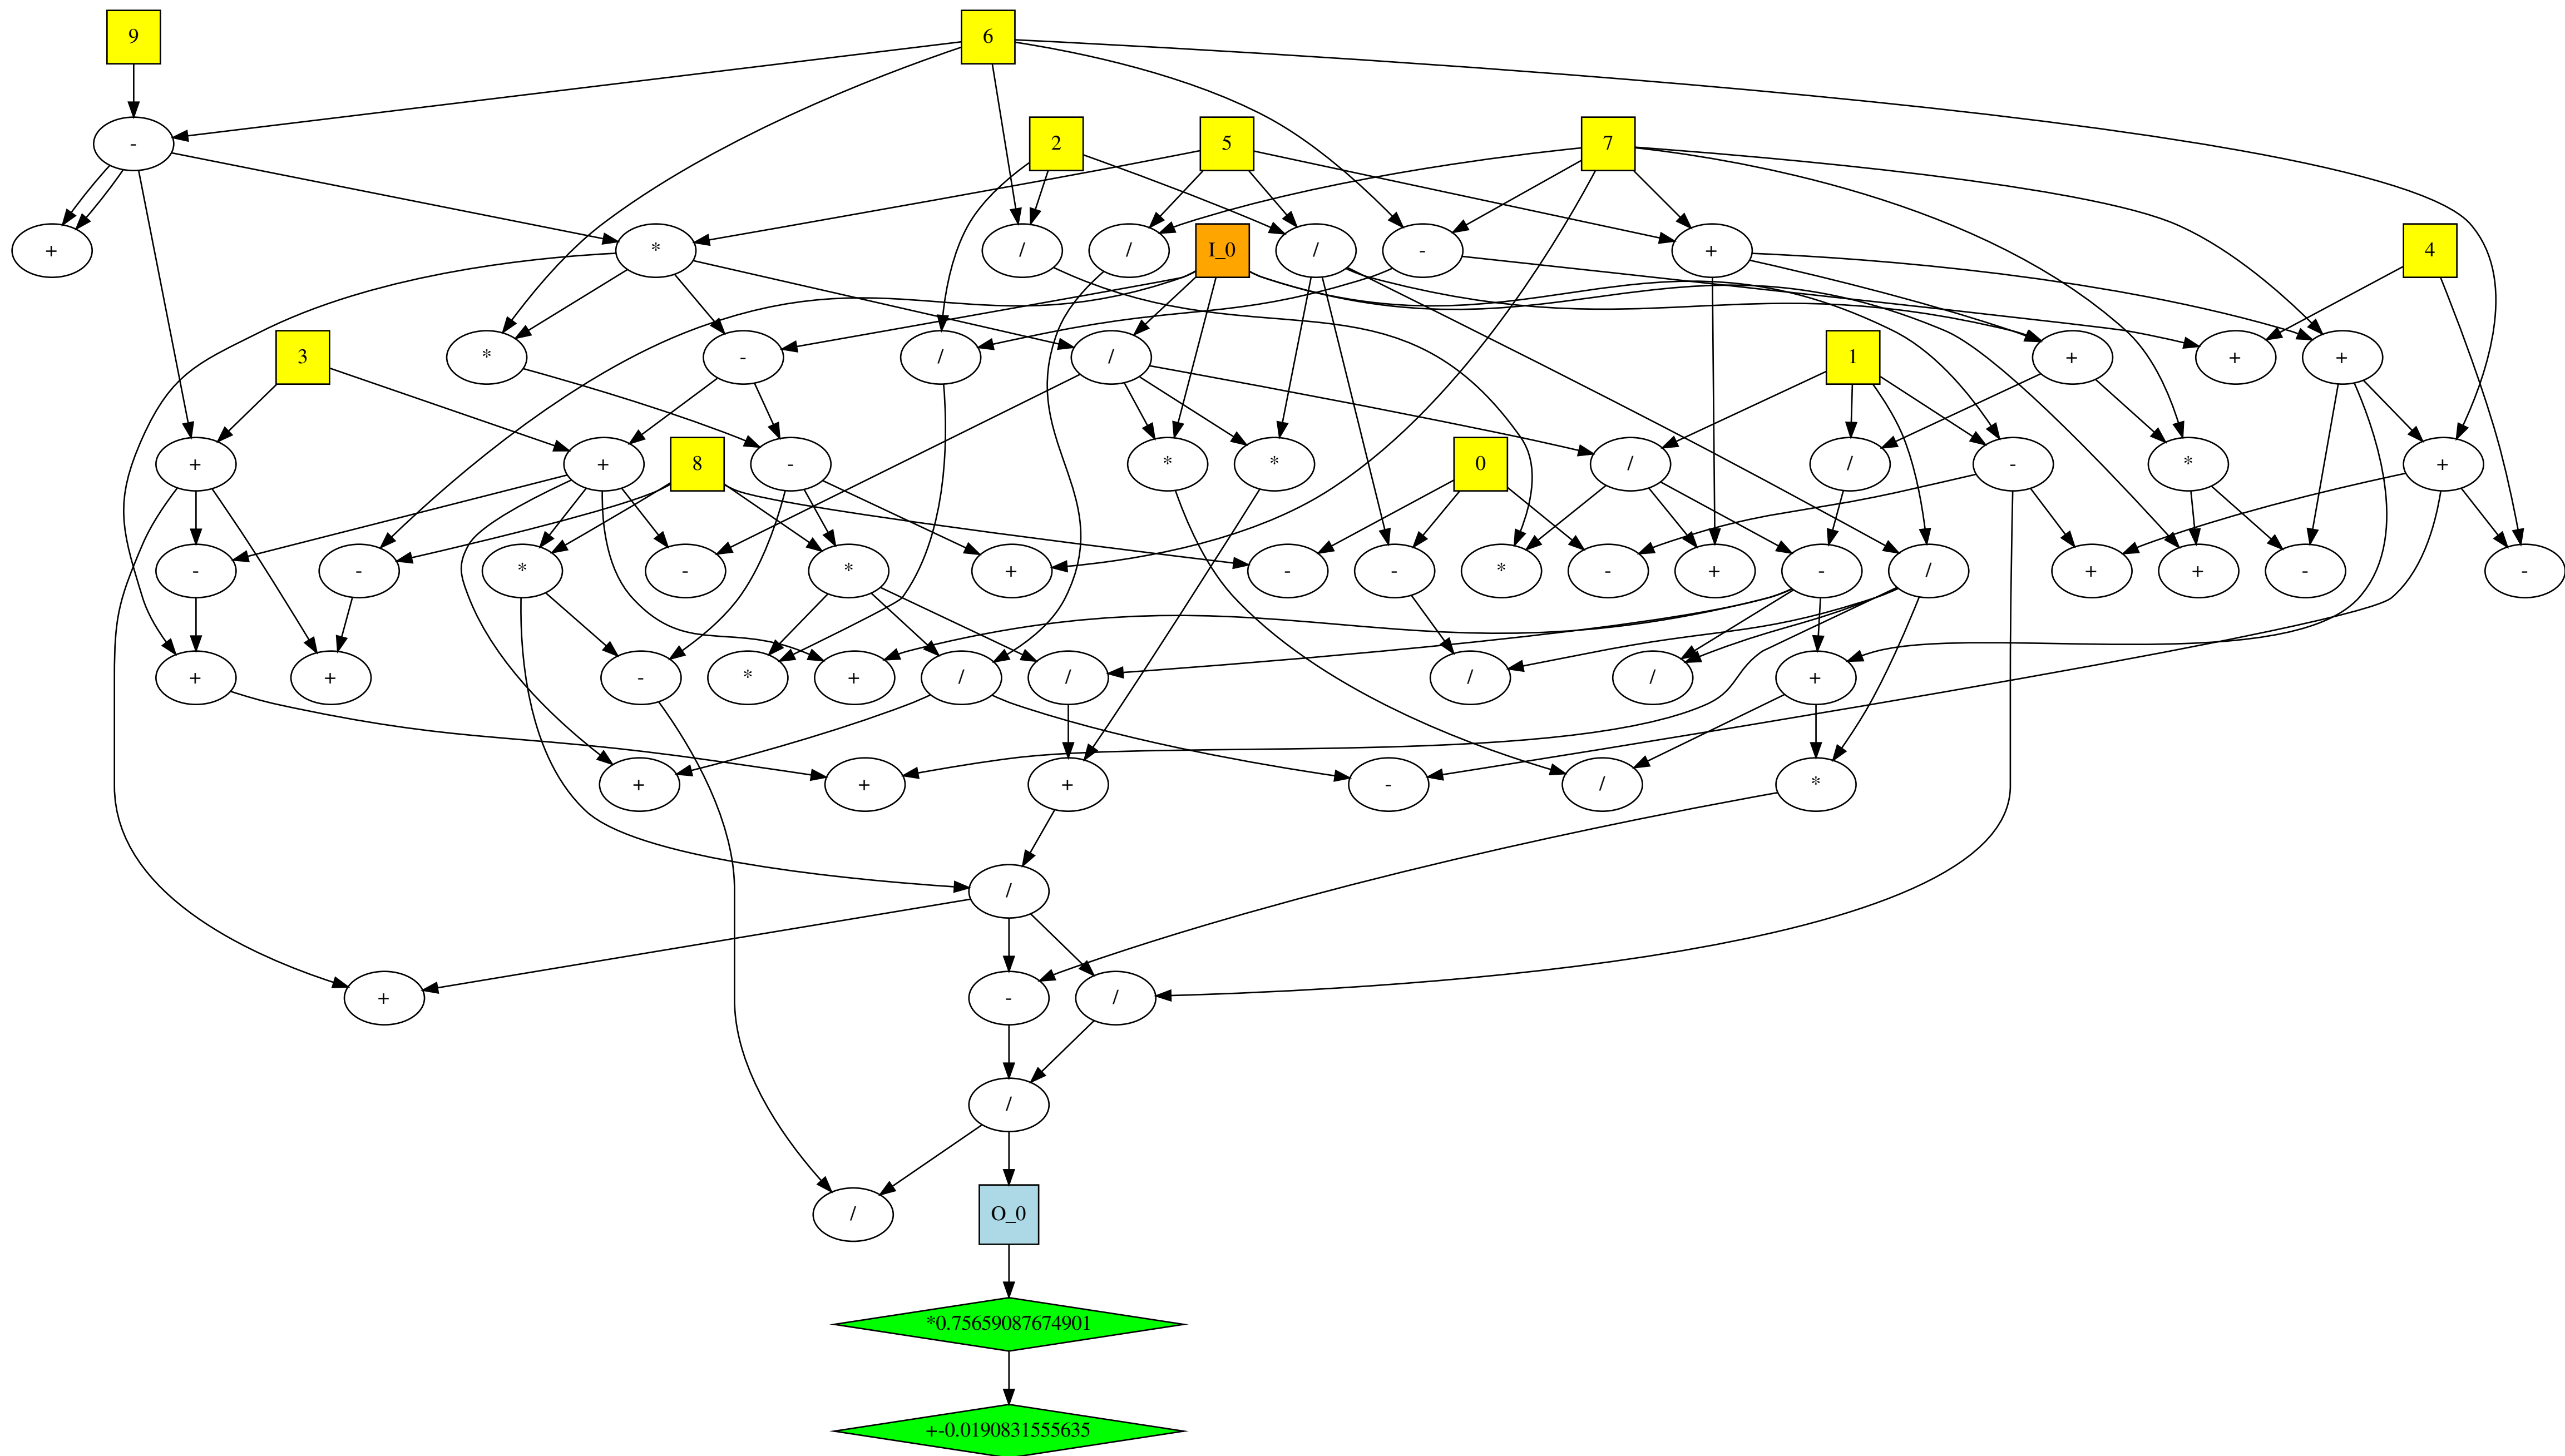 9 6
2 5 7
-
+ * / / I_0 / - + 4
3 * - / / 1 + + +
+ + 8 - * * 0 / / - * +
- - * - * + - - * - + - / + + - -
+ + - * + / / / / +
+ + + - / *
/
+ - /
/
/ O_0
*0.75659087674901
+-0.0190831555635